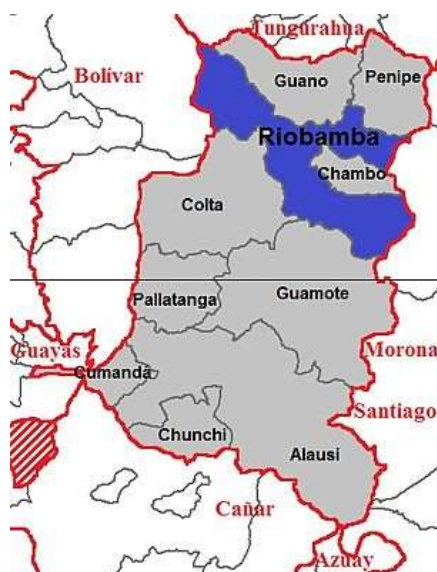 Tungurahua
Bolívar
Guano
Penipe
Riobamba
Chambo
Colta
Pallatanga
Guamote
Guayas
Morona
Cumandá
Santiago
Chunchi
Alausi
Cañar
Azuay